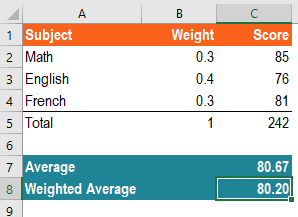 A B C
1 Subject Weight Score
2 Math 0.3 85
3 English 0.4 76
4 French 0.3 81
5 Total 1 242
6
7 Average 80.67
8 Weighted Average 80.20
9